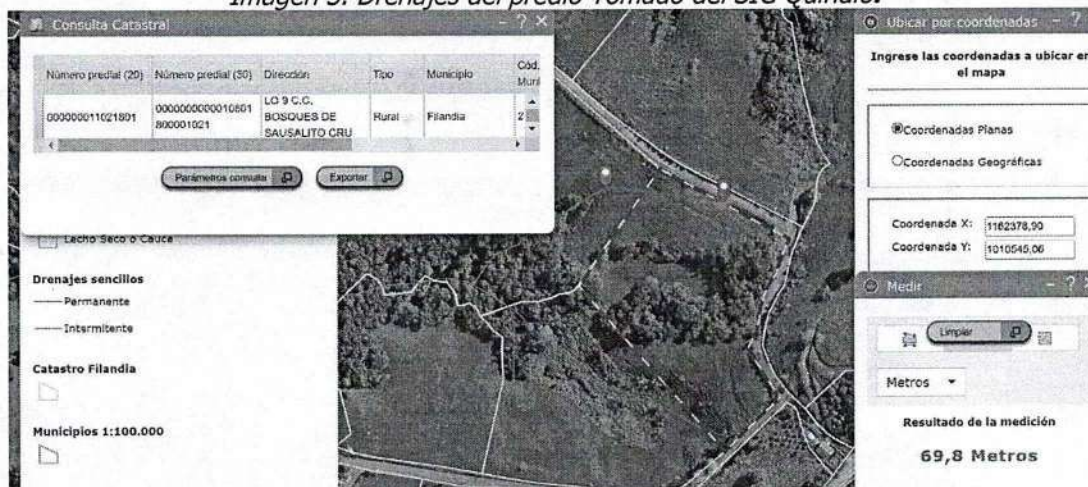 Imagen 3. Drenajes del predio Tomado del SIG Quindío.
Consulta Catastral
Número predial (20) Número predial (30) Dirección Tipo Municipio Cód. Muni
000000011021801 0000000000010801800001021 LO 9 C.C. BOSQUES DE SAUSALITO CRU Rural Filandia 2
Parámetros consulta Exportar
Lecho Seco o Cauce
Drenajes sencillos
Permanente
Intermitente
Catastro Filandia
Municipios 1:100.000
Ubicar por coordenadas
Ingrese las coordenadas a ubicar en
el mapa
Coordenadas Planas
Coordenadas Geográficas
Coordenada X: 1162378,90
Coordenada Y: 1010545,06
Medir
Limpiar
Metros
Resultado de la medición
69,8 Metros